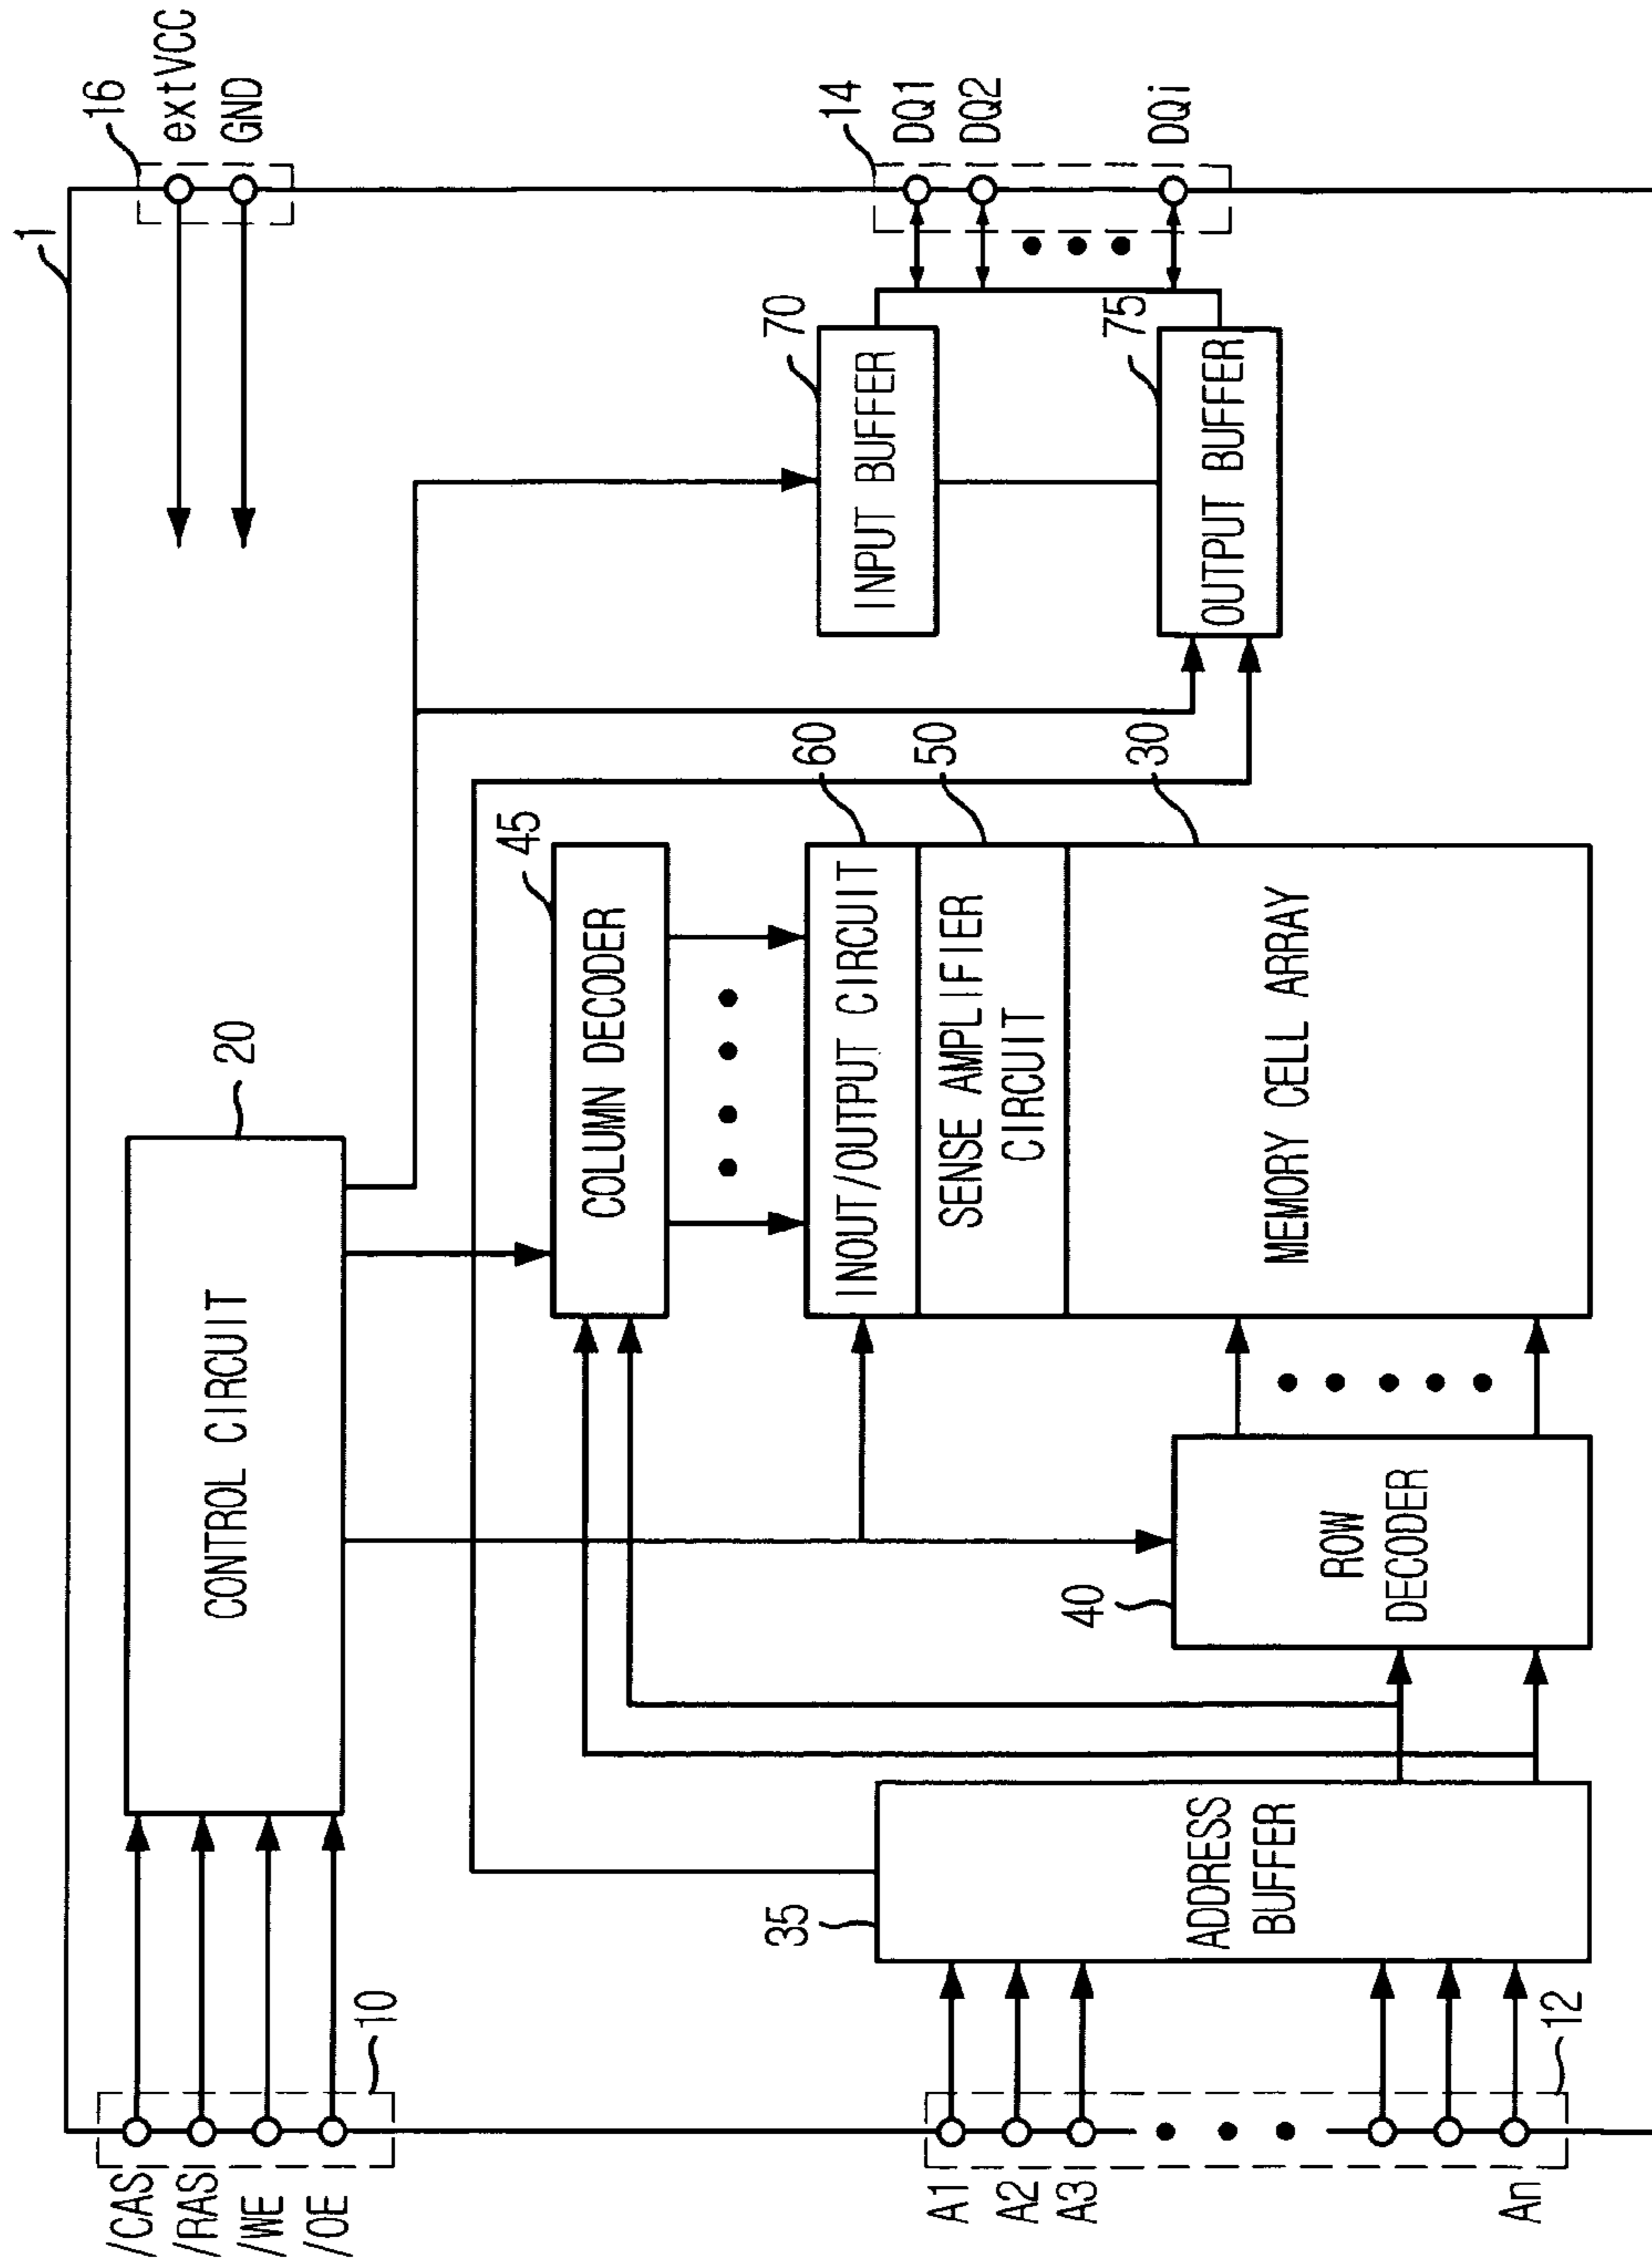 1
16
extVCC
GND
/CAS
/RAS
/WE
/OE
10
CONTROL CIRCUIT
20
COLUMN DECODER
45
INOUT/OUTPUT CIRCUIT
60
SENSE AMPLIFIER
CIRCUIT
50
MEMORY CELL ARRAY
30
INPUT BUFFER
70
OUTPUT BUFFER
75
14
DQ1
DQ2
DQi
35
ADDRESS
BUFFER
40
ROW
DECODER
A1
A2
A3
An
12